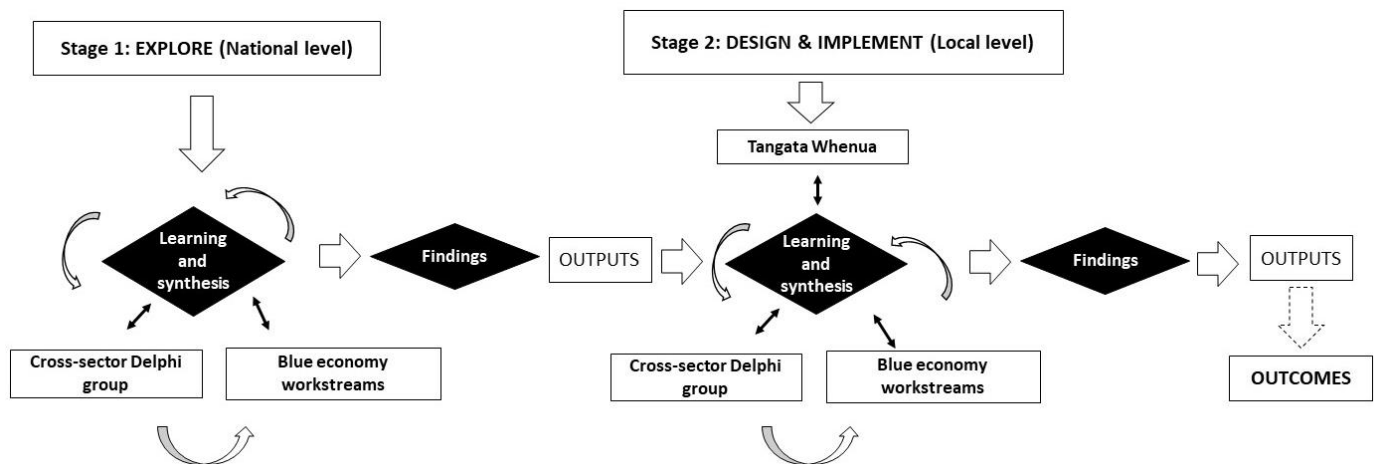 Stage 1: EXPLORE (National level)
Stage 2: DESIGN & IMPLEMENT (Local level)
Tangata Whenua
Learning
and
synthesis
Findings
OUTPUTS
Learning
and
synthesis
Findings
OUTPUTS
Cross-sector Delphi
group
Blue economy
workstreams
Cross-sector Delphi
group
Blue economy
workstreams
OUTCOMES